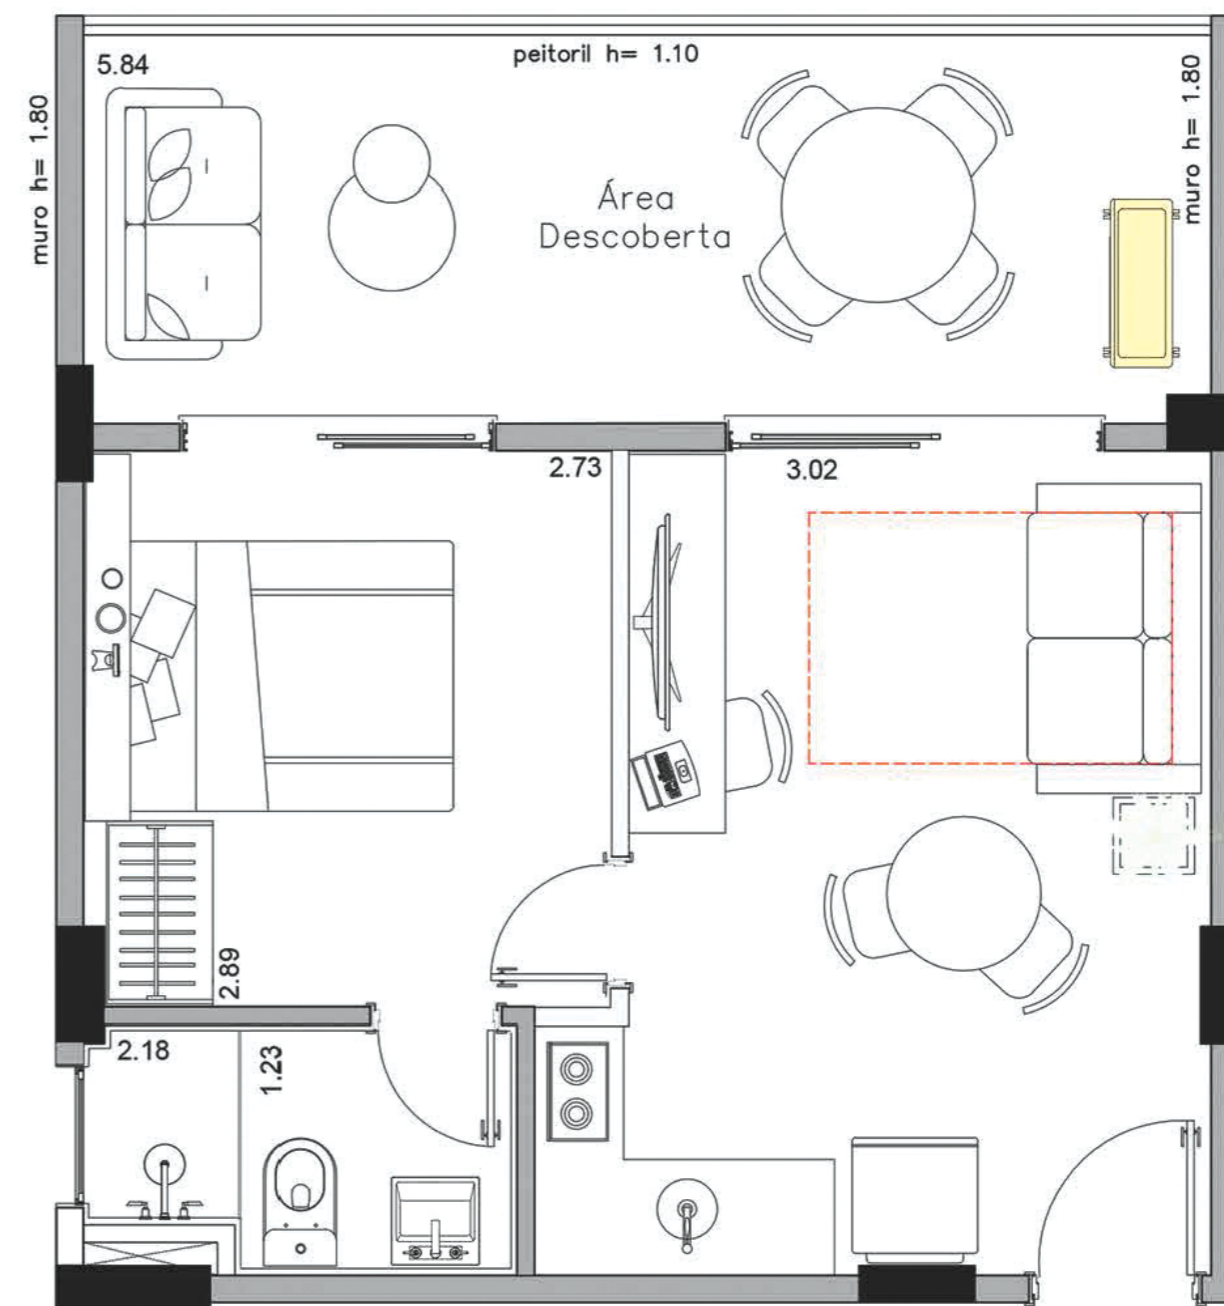 peitoril h= 1.10
5.84
muro h= 1.80
muro h= 1.80
Área
Descoberta
2.73
3.02
2.89
2.18
1.23